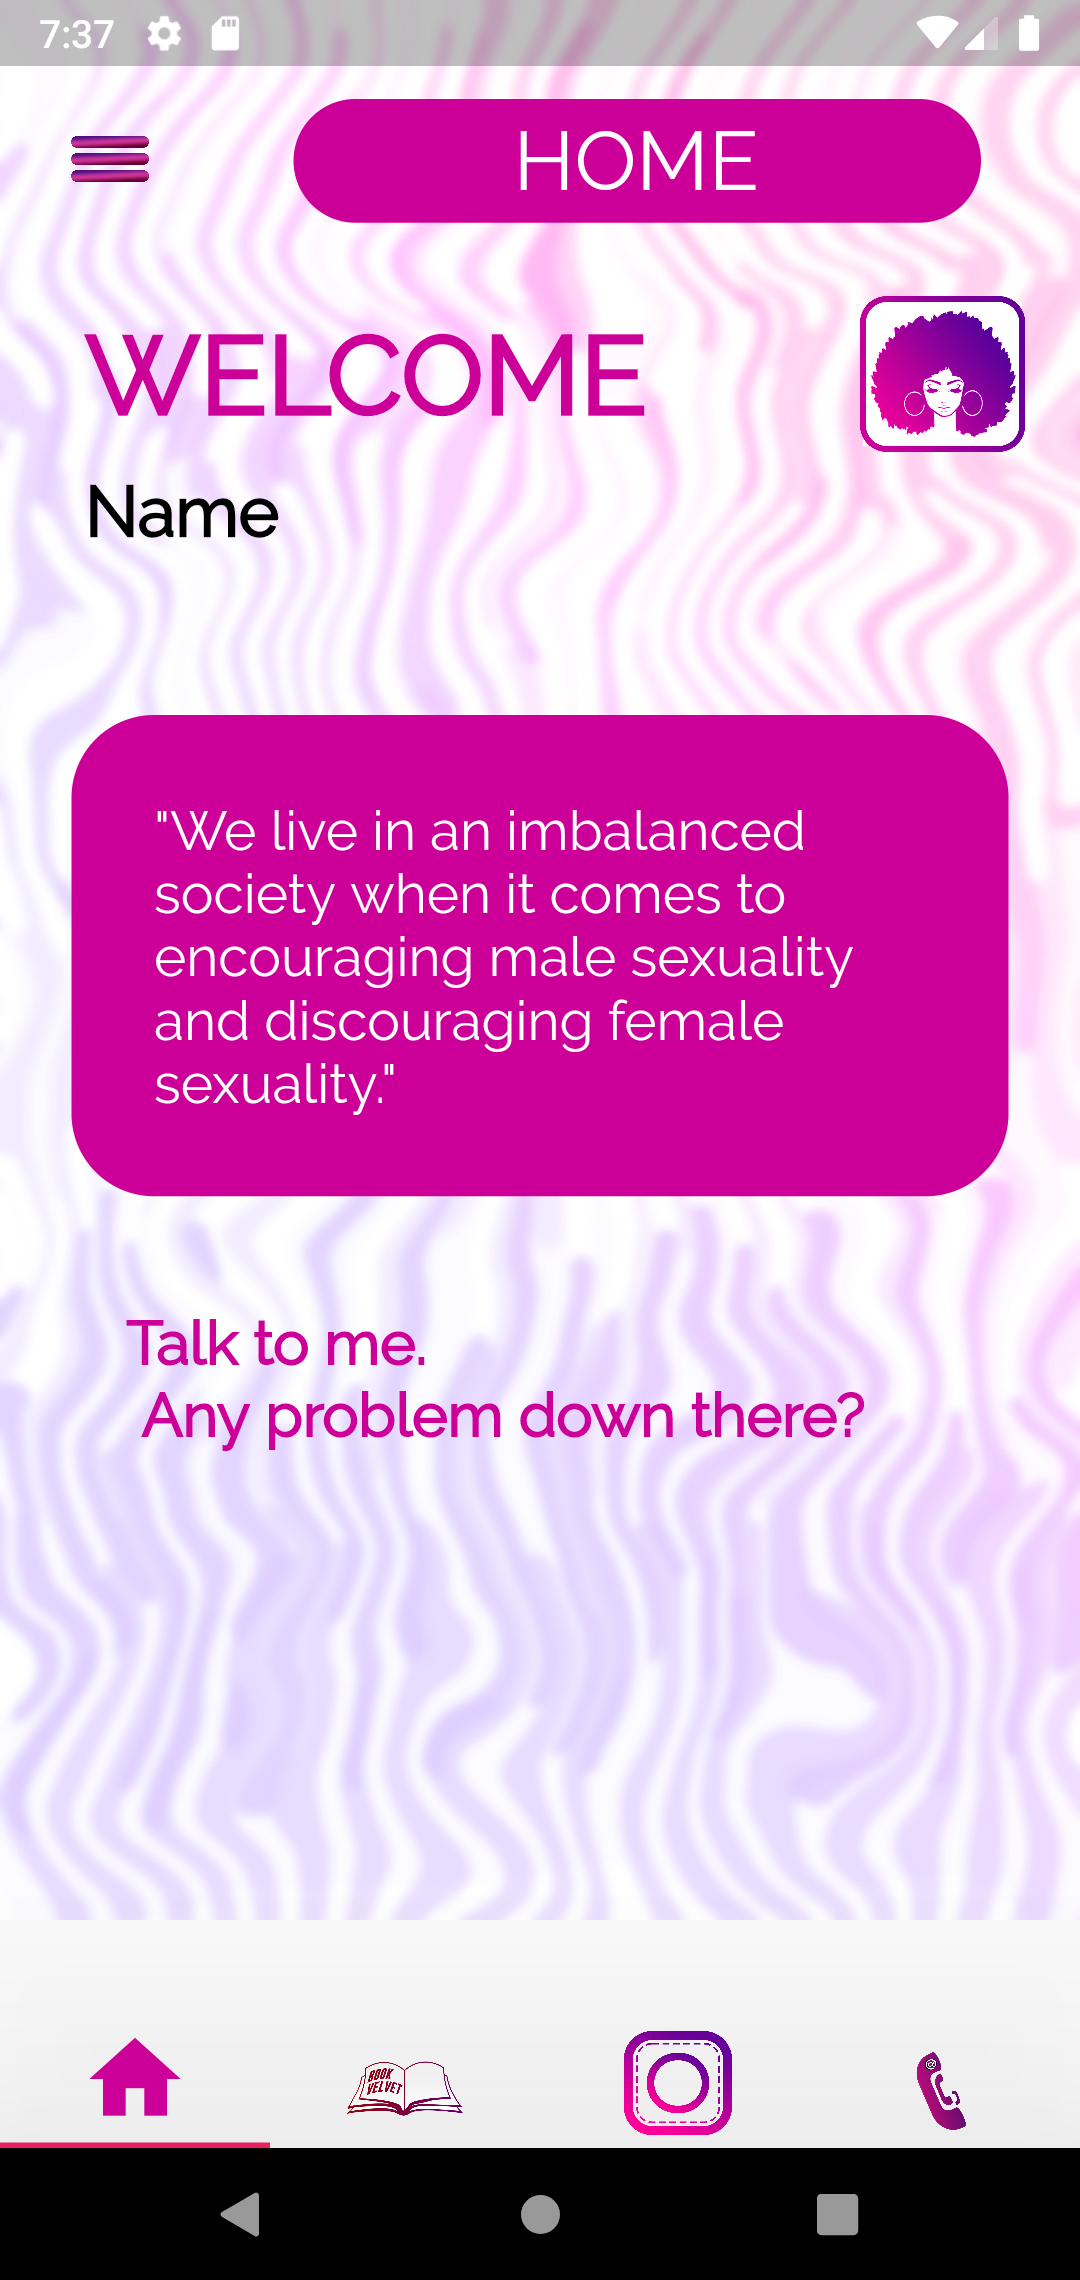 7:37
HOME
WELCOME
Name
"We live in an imbalanced
society when it comes to
encouraging male sexuality
and discouraging female
sexuality."
Talk to me.
Any problem down there?
BOOK
VELVET
@